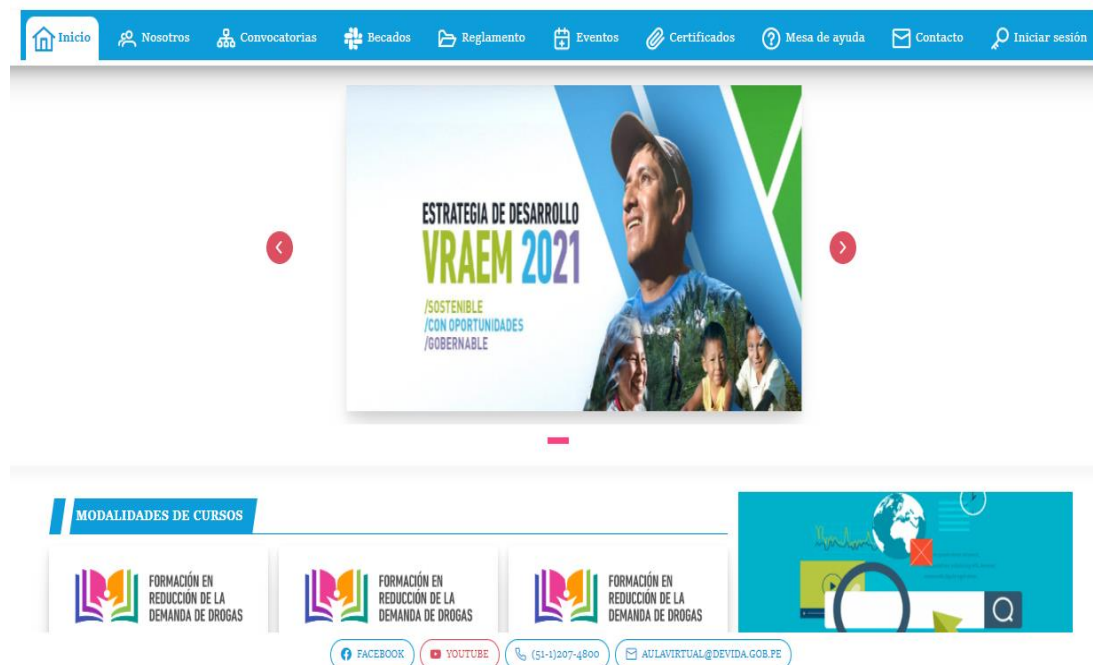 Inicio
Nosotros
Convocatorias
Becados
Reglamento
Eventos
Certificados
Mesa de ayuda
Contacto
Iniciar sesión
ESTRATEGIA DE DESARROLLO
VRAEM 2021
/SOSTENIBLE
/CON OPORTUNIDADES
/GOBERNABLE
MODALIDADES DE CURSOS
FORMACIÓN EN
REDUCCIÓN DE LA
DEMANDA DE DROGAS
FORMACIÓN EN
REDUCCIÓN DE LA
DEMANDA DE DROGAS
FORMACIÓN EN
REDUCCIÓN DE LA
DEMANDA DE DROGAS
FACEBOOK
YOUTUBE
(51-1)207-4800
AULAVIRTUAL@DEVIDA.GOB.PE